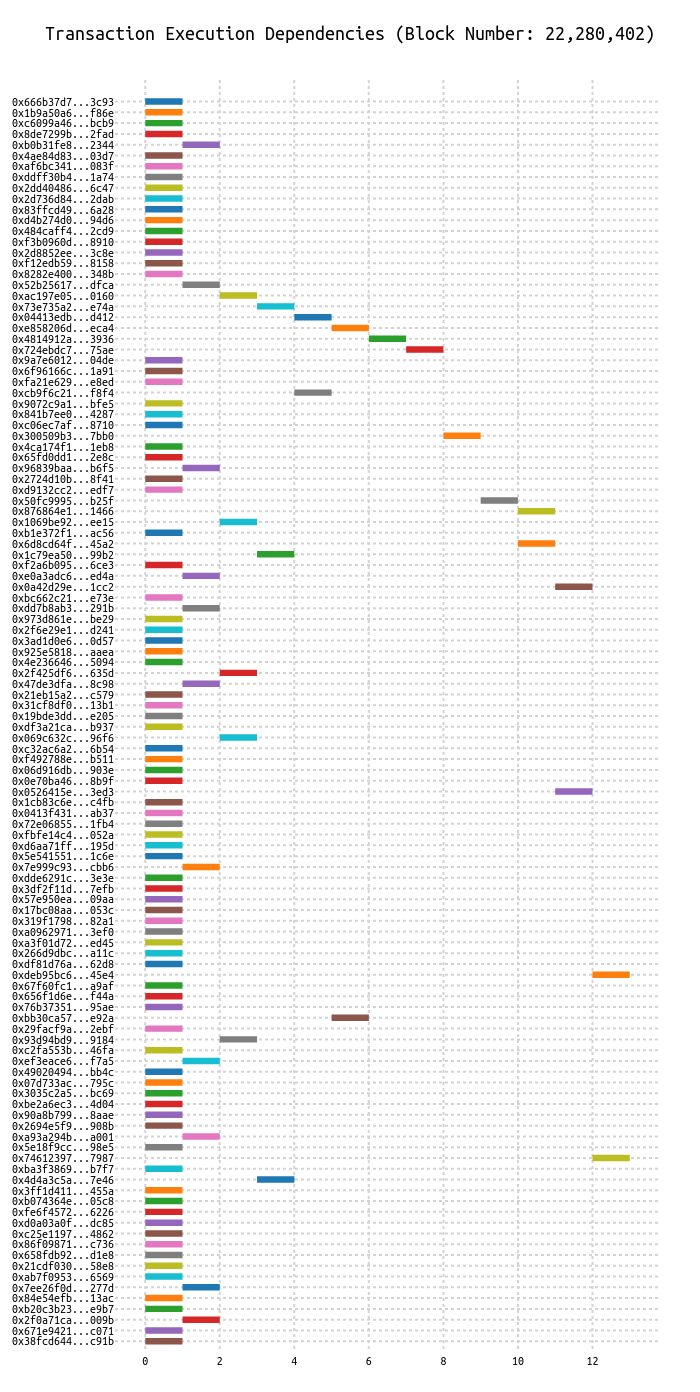 Transaction Execution Dependencies (Block Number: 22,280,402)
0x666b37d7...3c93
0x1b9a50a6...f86e
0xc6099a46...bcb9
0x8de7299b...2fad
0xb0b31fe8...2344
0x4ae84d83...03d7
0xaf6bc341...083f
0xddff30b4...1a74
0x2dd40486...6c47
0x2d736d84...2dab
0x83ffcd49...6a28
0xd4b274d0...94d6
0x484caff4...2cd9
0xf3b0960d...8910
0x2d8852ee...3c8e
0xf12edb59...8158
0x8282e400...348b
0x52b25617...dfca
0xac197e05...0160
0x73e735a2...e74a
0x04413edb...d412
0xe858206d...eca4
0x4814912a...3936
0x724ebdc7...75ae
0x9a7e6012...04de
0x6f96166c...1a91
0xfa21e629...e8ed
0xcb9f6c21...f8f4
0x9072c9a1...bfe5
0x841b7ee0...4287
0xc06ec7af...8710
0x300509b3...7bb0
0x4ca174f1...1eb8
0x65fd0dd1...2e8c
0x96839baa...b6f5
0x2724d10b...8f41
0xd9132cc2...edf7
0x50fc9995...b25f
0x876864e1...1466
0x1069be92...ee15
0xb1e372f1...ac56
0x6d8cd64f...45a2
0x1c79ea50...99b2
0xf2a6b095...6ce3
0xe0a3adc6...ed4a
0x0a42d29e...1cc2
0xbc662c21...e73e
0xdd7b8ab3...291b
0x973d861e...be29
0x2f6e29e1...d241
0x3ad1d0e6...0d57
0x925e5818...aaea
0x4e236646...5094
0x2f425df6...635d
0x47de3dfa...8c98
0x21eb15a2...c579
0x31cf8df0...13b1
0x19bde3dd...e205
0xdf3a21ca...b937
0x069c632c...96f6
0xc32ac6a2...6b54
0xf492788e...b511
0x06d916db...903e
0x0e70ba46...8b9f
0x0526415e...3ed3
0x1cb83c6e...c4fb
0x0413f431...ab37
0x72e06855...1fb4
0xfbfe14c4...052a
0xd6aa71ff...195d
0x5e541551...1c6e
0x7e999c93...cbb6
0xdde6291c...3e3e
0x3df2f11d...7efb
0x57e950ea...09aa
0x17bc08aa...053c
0x319f1798...82a1
0xa0962971...3ef0
0xa3f01d72...ed45
0x266d9dbc...a11c
0xdf81d76a...62d8
0xdeb95bc6...45e4
0x67f60fc1...a9af
0x656f1d6e...f44a
0x76b37351...95ae
0xbb30ca57...e92a
0x29facf9a...2ebf
0x93d94bd9...9184
0xc2fa553b...46fa
0xef3eace6...f7a5
0x49020494...bb4c
0x07d733ac...795c
0x3035c2a5...bc69
0xbe2a6ec3...4d04
0x90a8b799...8aae
0x2694e5f9...908b
0xa93a294b...a001
0x5e18f9cc...98e5
0x74612397...7987
0xba3f3869...b7f7
0x4d4a3c5a...7e46
0x3ff1d411...455a
0xb074364e...05c8
0xfe6f4572...6226
0xd0a03a0f...dc85
0xc25e1197...4862
0x86f09871...c736
0x658fdb92...d1e8
0x21cdf030...58e8
0xab7f0953...6569
0x7ee26f0d...277d
0x84e54efb...13ac
0xb20c3b23...e9b7
0x2f0a71ca...009b
0x671e9421...c071
0x38fcd644...c91b
0 2 4 6 8 10 12